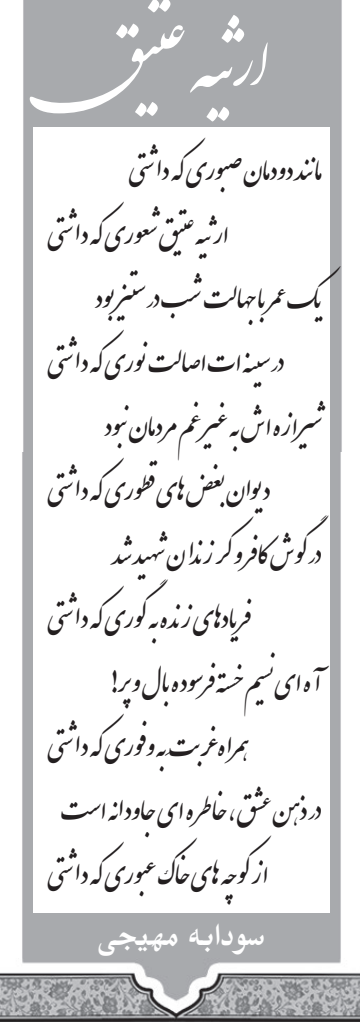 ارثیه عتیق
مانند دودمان صبوری که داشتی
ارثیه عتیق شعوری که داشتی
یک عمر با جهالت شب در ستیز بود
در سینه ات اصالت نوری که داشتی
شیرازه اش به غیر غم مردمان نبود
دیوان بغض های قطوری که داشتی
در گوش کافر و کر زندان شهید شد
فریادهای زنده به گوری که داشتی
آه ای نسیم خسته فرسوده بال و پر!
همراه غربت به وفوری که داشتی
در ذهن عشق، خاطره ای جاودانه است
از کوچه های خاک عبوری که داشتی
سودابه مهیجی